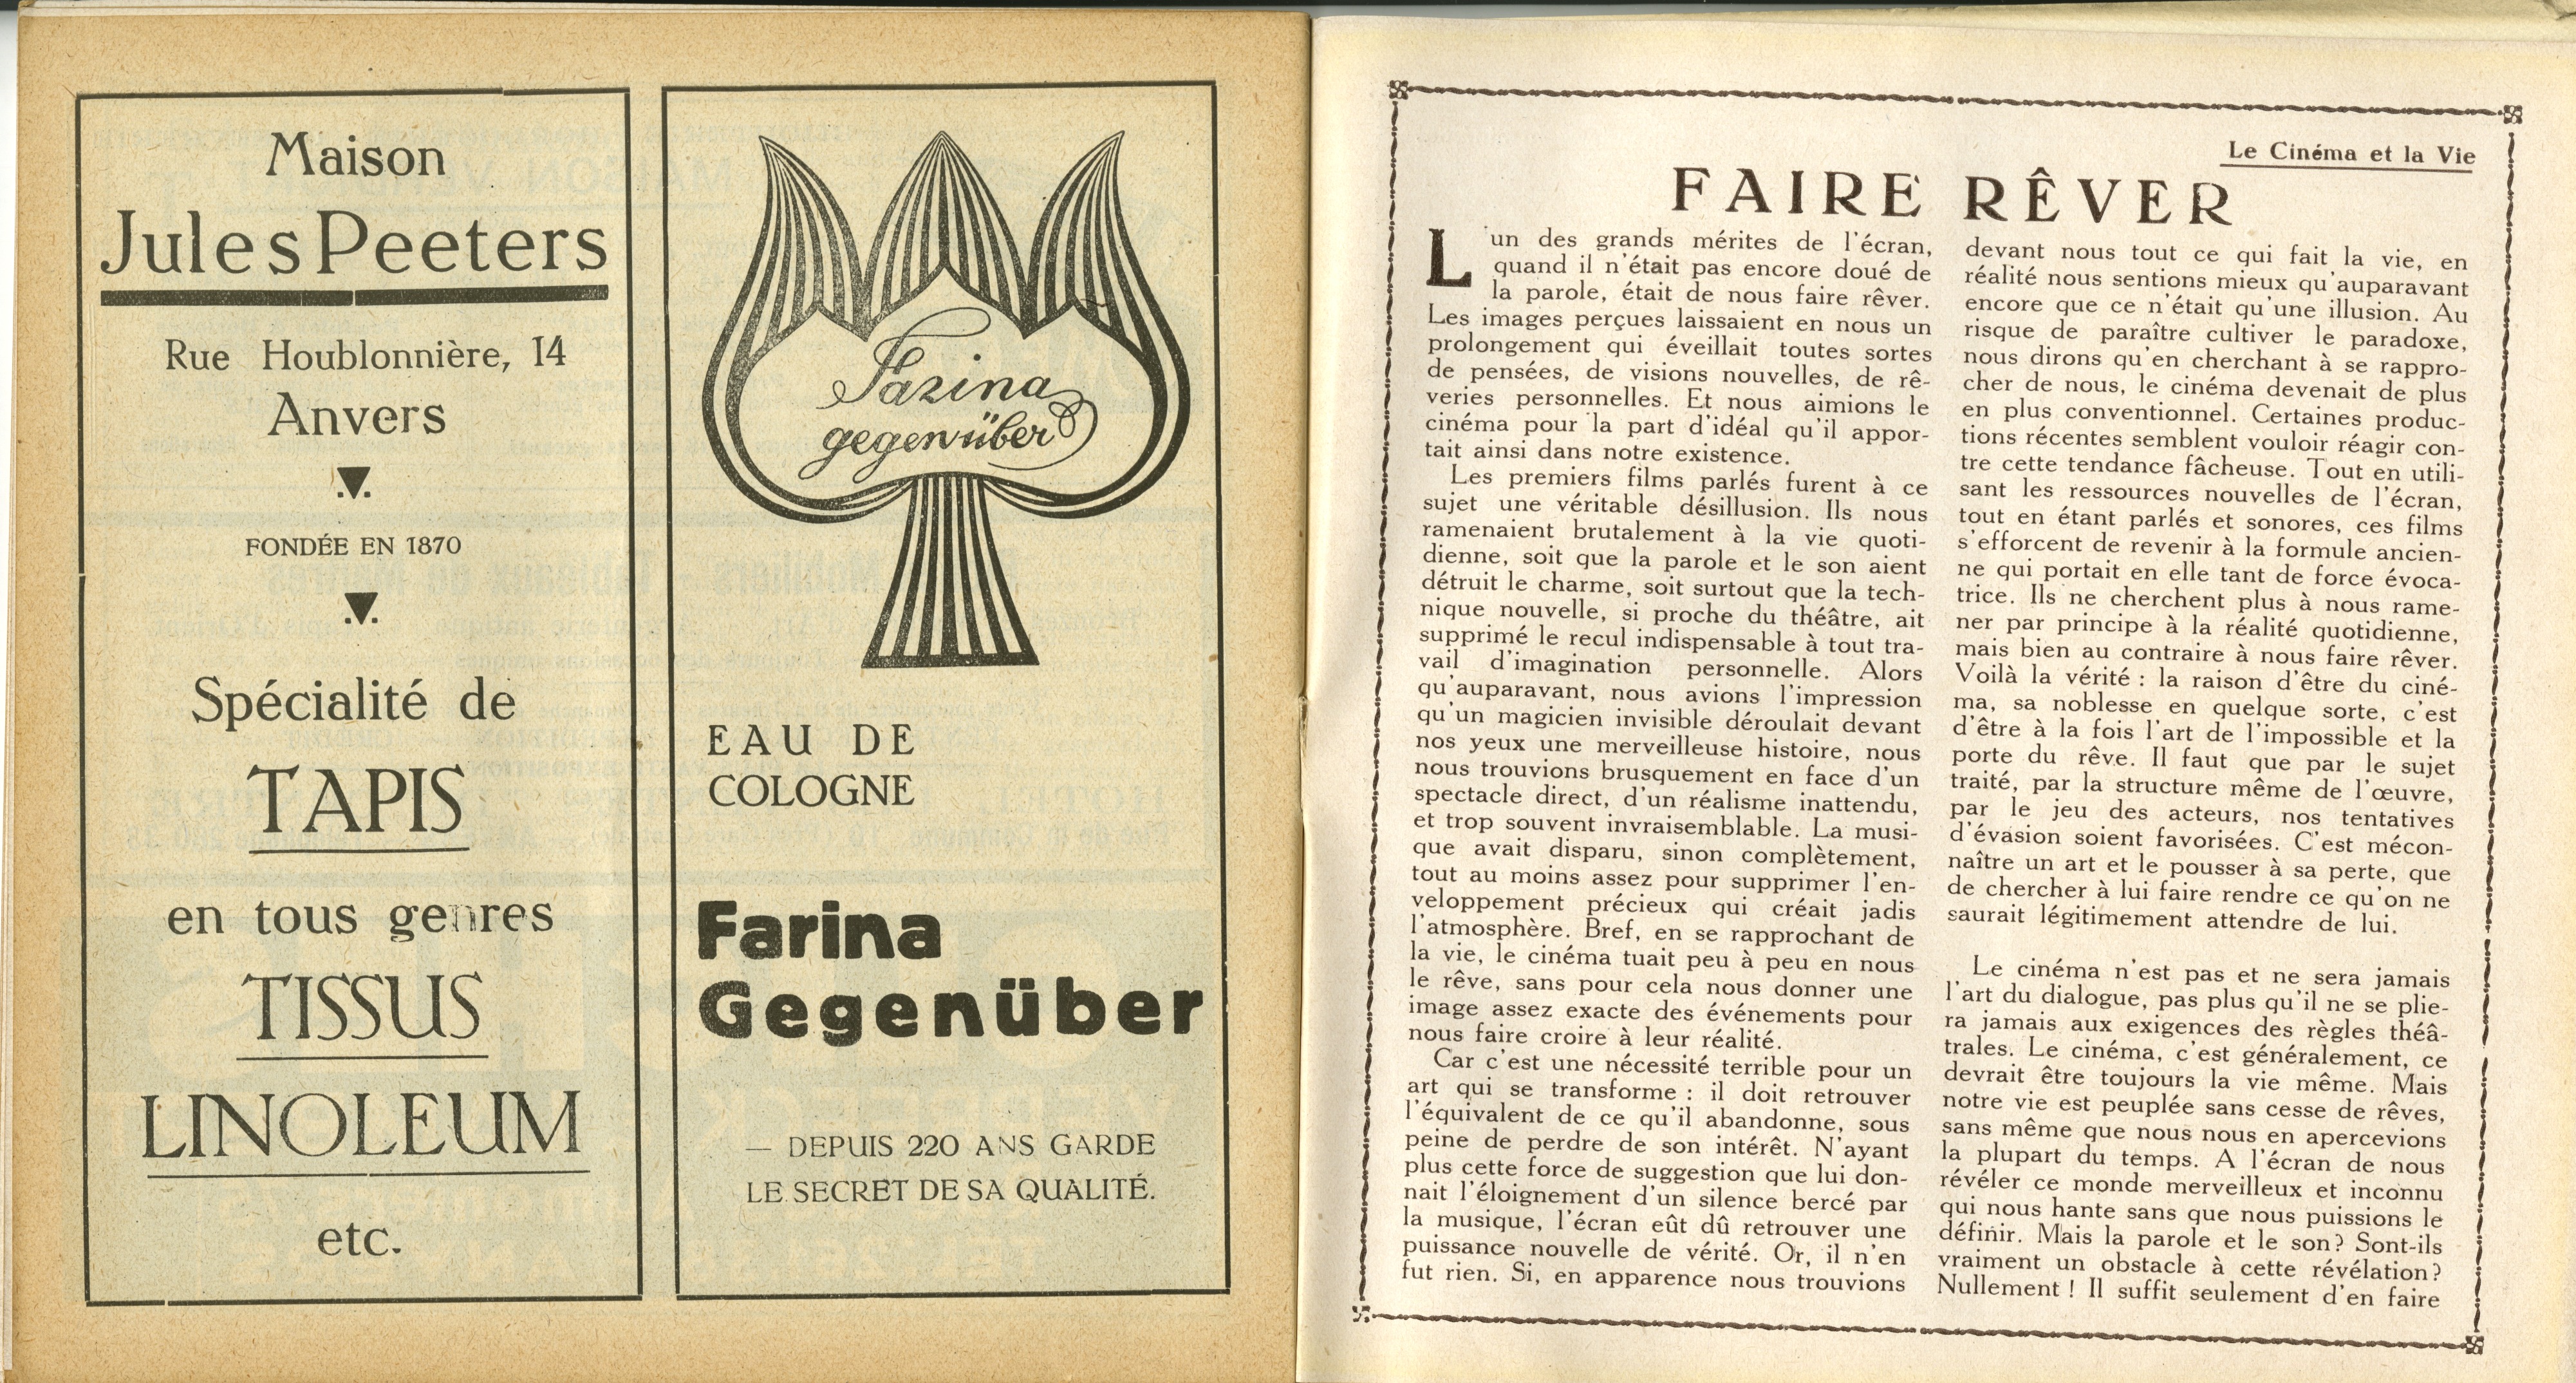 Maison
Jules Peeters
Rue Houblonnière, 14
Anvers
FONDÉE EN 1870
Spécialité de
TAPIS
en tous genres
TISSUS
LINOLEUM
etc.
Farina
gegenüber
EAU DE
COLOGNE
Farina
Gegenüber
— DEPUIS 220 ANS GARDE
LE SECRET DE SA QUALITÉ.
Le Cinéma et la Vie
FAIRE RÊVER
L'un des grands mérites de l'écran,
quand il n'était pas encore doué de
la parole, était de nous faire rêver.
Les images perçues laissaient en nous un
prolongement qui éveillait toutes sortes
de pensées, de visions nouvelles, de rê-
veries personnelles. Et nous aimions le
cinéma pour la part d'idéal qu'il appor-
tait ainsi dans notre existence.
Les premiers films parlés furent à ce
sujet une véritable désillusion. Ils nous
ramenaient brutalement à la vie quoti-
dienne, soit que la parole et le son aient
détruit le charme, soit surtout que la tech-
nique nouvelle, si proche du théâtre, ait
supprimé le recul indispensable à tout tra-
vail d'imagination personnelle. Alors
qu'auparavant, nous avions l'impression
qu'un magicien invisible déroulait devant
nos yeux une merveilleuse histoire, nous
nous trouvions brusquement en face d'un
spectacle direct, d'un réalisme inattendu,
et trop souvent invraisemblable. La musi-
que avait disparu, sinon complètement,
tout au moins assez pour supprimer l'en-
veloppement précieux qui créait jadis
l'atmosphère. Bref, en se rapprochant de
la vie, le cinéma tuait peu à peu en nous
le rêve, sans pour cela nous donner une
image assez exacte des événements pour
nous faire croire à leur réalité.
Car c'est une nécessité terrible pour un
art qui se transforme : il doit retrouver
l'équivalent de ce qu'il abandonne, sous
peine de perdre de son intérêt. N'ayant
plus cette force de suggestion que lui don-
nait l'éloignement d'un silence bercé par
la musique, l'écran eût dû retrouver une
puissance nouvelle de vérité. Or, il n'en
fut rien. Si, en apparence nous trouvions
devant nous tout ce qui fait la vie, en
réalité nous sentions mieux qu'auparavant
encore que ce n'était qu'une illusion. Au
risque de paraître cultiver le paradoxe,
nous dirons qu'en cherchant à se rappro-
cher de nous, le cinéma devenait de plus
en plus conventionnel. Certaines produc-
tions récentes semblent vouloir réagir con-
tre cette tendance fâcheuse. Tout en utili-
sant les ressources nouvelles de l'écran,
tout en étant parlés et sonores, ces films
s'efforcent de revenir à la formule ancien-
ne qui portait en elle tant de force évoca-
trice. Ils ne cherchent plus à nous rame-
ner par principe à la réalité quotidienne,
mais bien au contraire à nous faire rêver.
Voilà la vérité : la raison d'être du ciné-
ma, sa noblesse en quelque sorte, c'est
d'être à la fois l'art de l'impossible et la
porte du rêve. Il faut que par le sujet
traité, par la structure même de l'œuvre,
par le jeu des acteurs, nos tentatives
d'évasion soient favorisées. C'est mécon-
naître un art et le pousser à sa perte, que
de chercher à lui faire rendre ce qu'on ne
saurait légitimement attendre de lui.
Le cinéma n'est pas et ne sera jamais
l'art du dialogue, pas plus qu'il ne se plie-
ra jamais aux exigences des règles théâ-
trales. Le cinéma, c'est généralement, ce
devrait être toujours la vie même. Mais
notre vie est peuplée sans cesse de rêves,
sans même que nous nous en apercevions
la plupart du temps. A l'écran de nous
révéler ce monde merveilleux et inconnu
qui nous hante sans que nous puissions le
définir. Mais la parole et le son? Sont-ils
vraiment un obstacle à cette révélation?
Nullement ! Il suffit seulement d'en faire